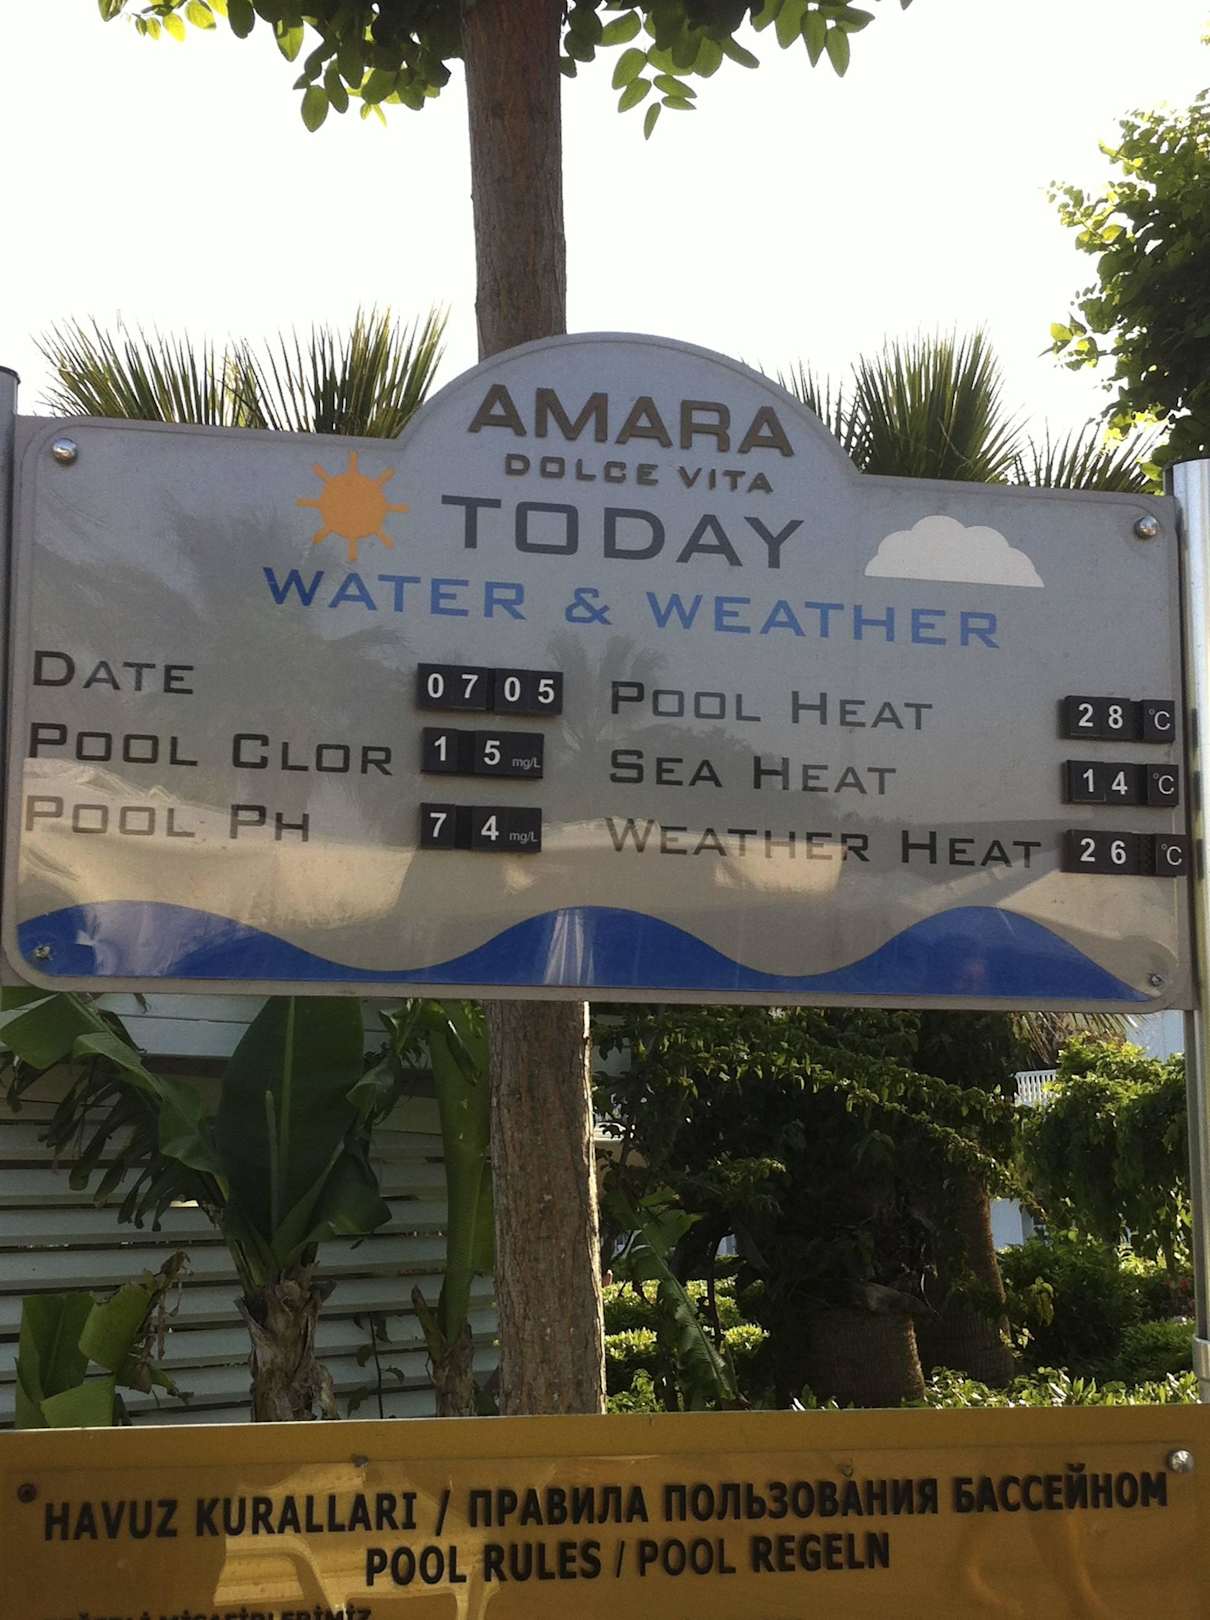 AMARA
DOLCE VITA
TODAY
WATER & WEATHER
DATE 07 05
POOL CLOR 1 5 mg/L
POOL PH 7 4 mg/L
POOL HEAT 28 °C
SEA HEAT 14 °C
WEATHER HEAT 26 °C
HAVUZ KURALLARI / ПРАВИЛА ПОЛЬЗОВАНИЯ БАССЕЙНОМ
POOL RULES / POOL REGELN